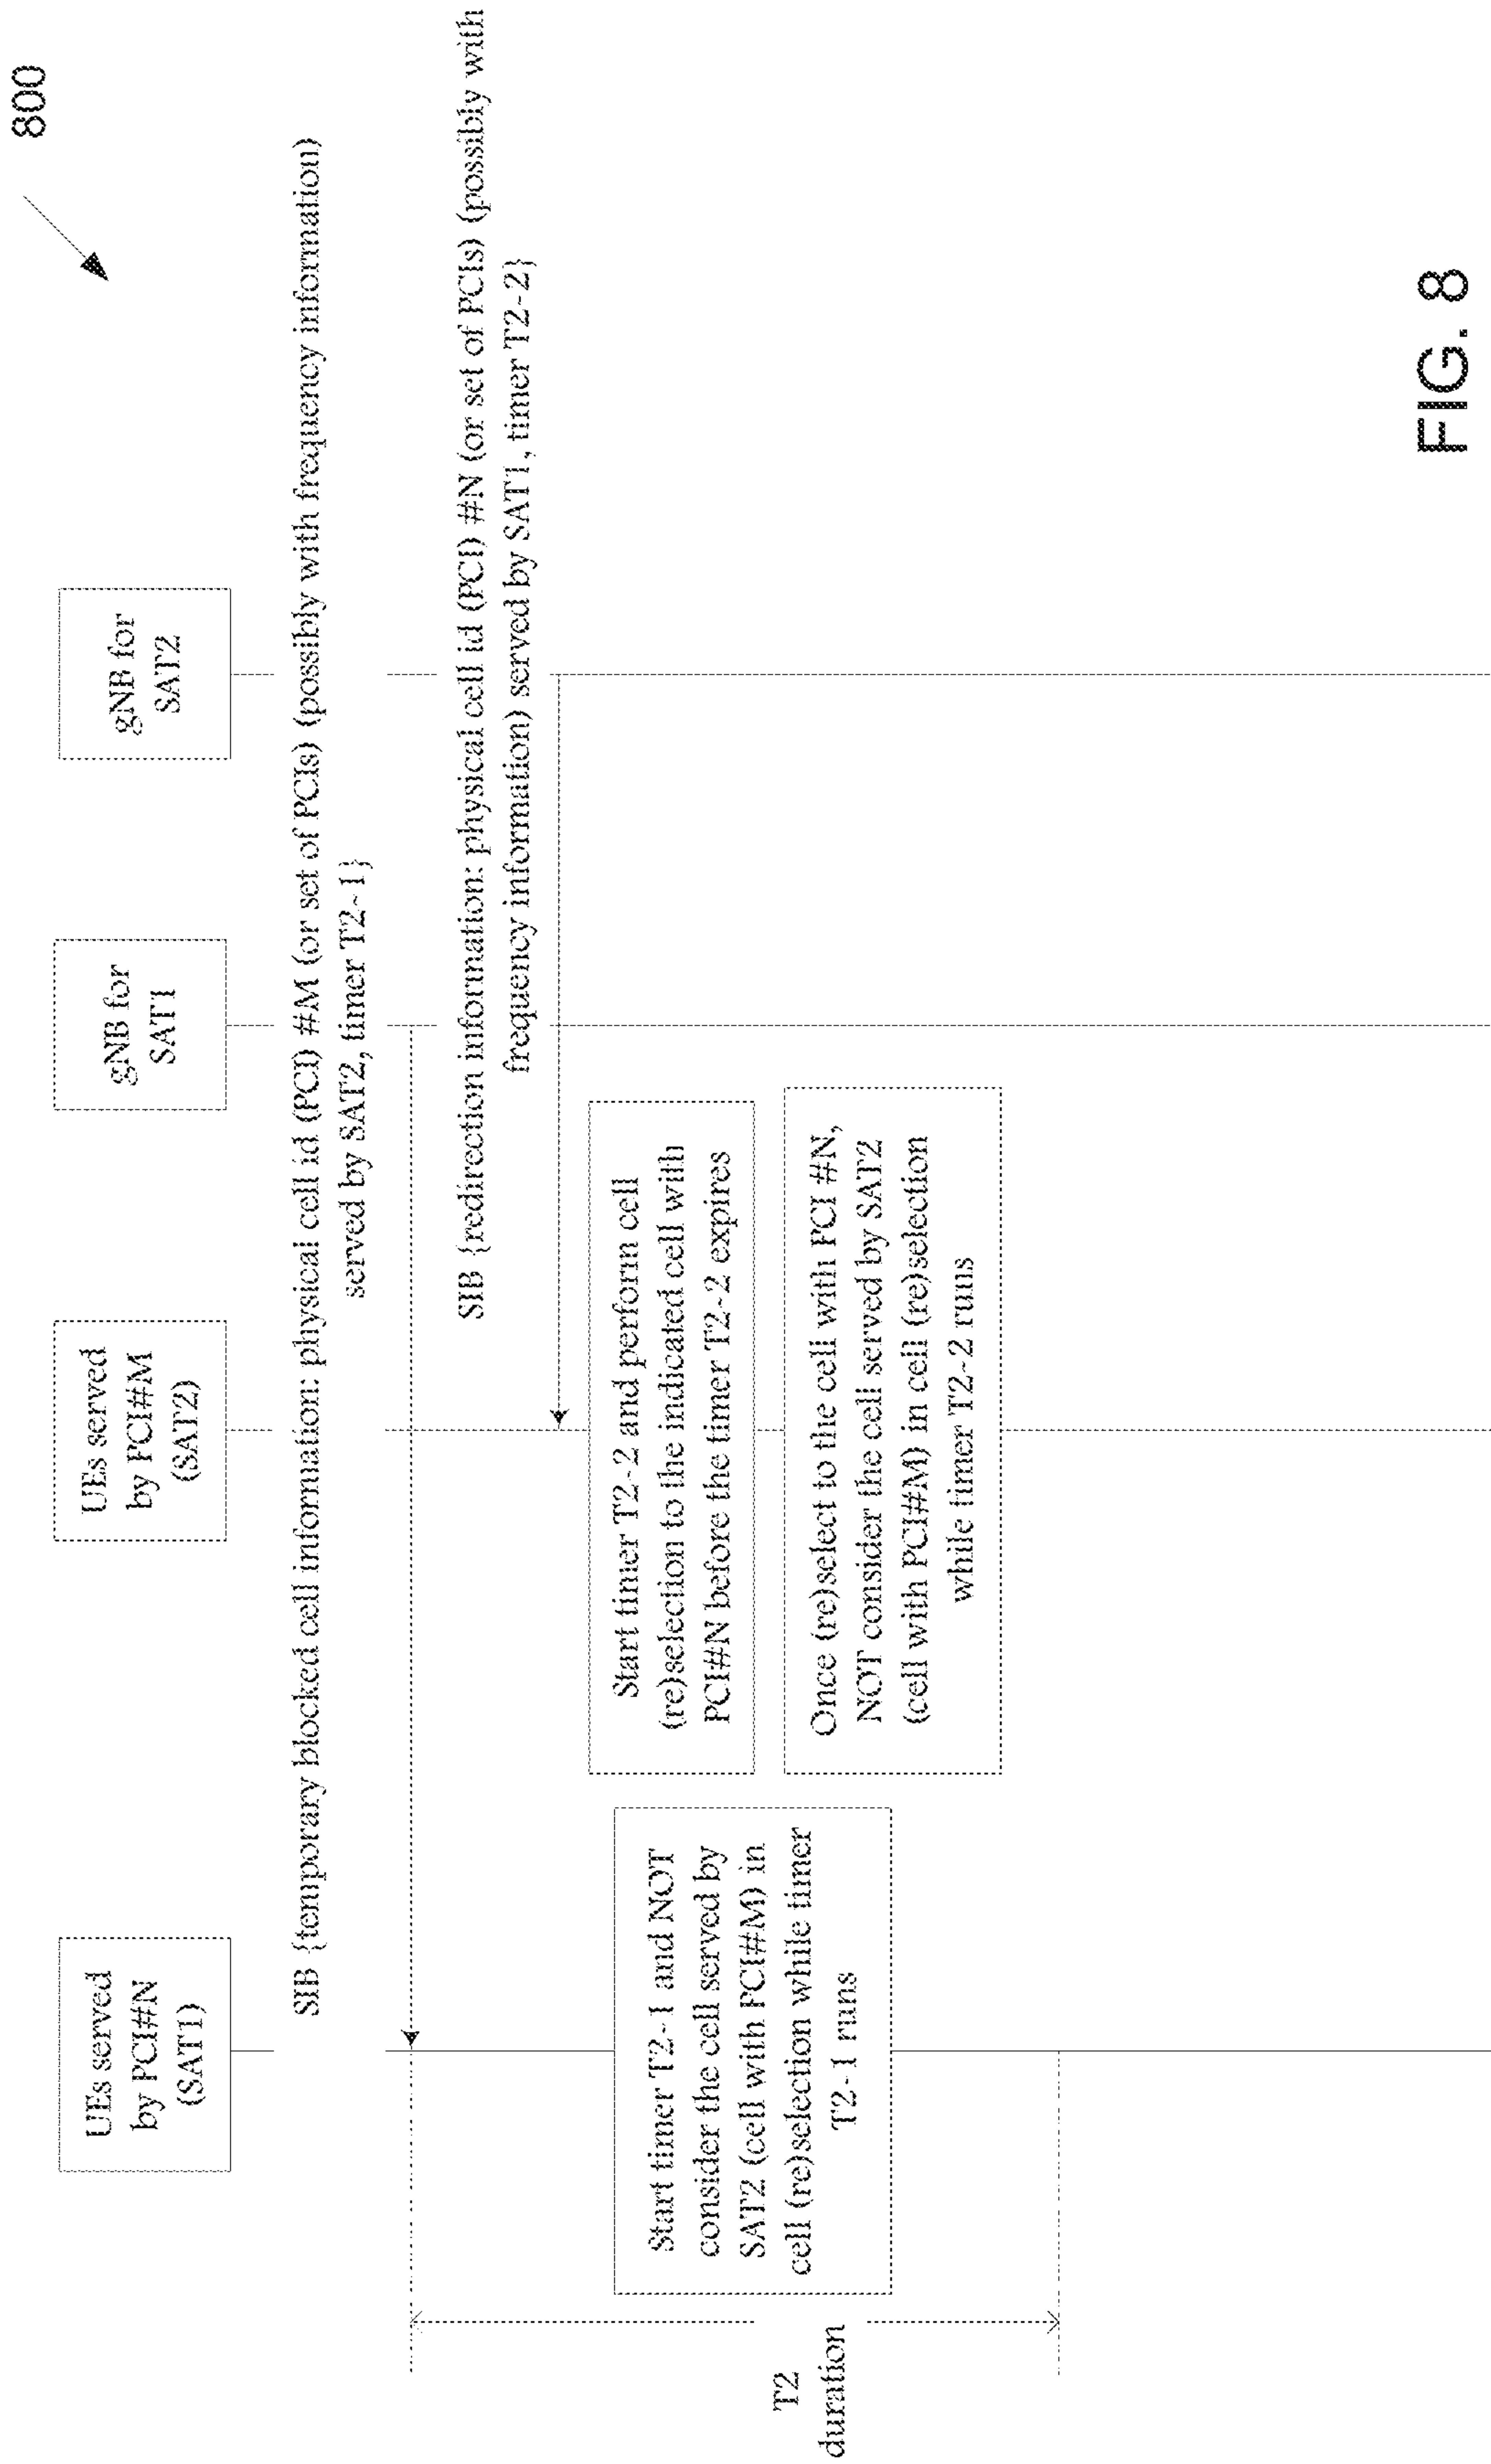 800
UEs served
by PCI#N
(SAT1)
UEs served
by PCI#M
(SAT2)
gNB for
SAT1
gNB for
SAT2
SIB {temporary blocked cell information: physical cell id (PCI) #M (or set of PCIs) (possibly with frequency information)
served by SAT2, timer T2-1}
SIB {redirection information: physical cell id (PCI) #N (or set of PCIs) (possibly with
frequency information) served by SAT1, timer T2-2}
T2
duration
Start timer T2-1 and NOT
consider the cell served by
SAT2 (cell with PCI#M) in
cell (re)selection while timer
T2-1 runs
Start timer T2-2 and perform cell
(re)selection to the indicated cell with
PCI#N before the timer T2-2 expires
Once (re)select to the cell with PCI #N,
NOT consider the cell served by SAT2
(cell with PCI#M) in cell (re)selection
while timer T2-2 runs
FIG. 8